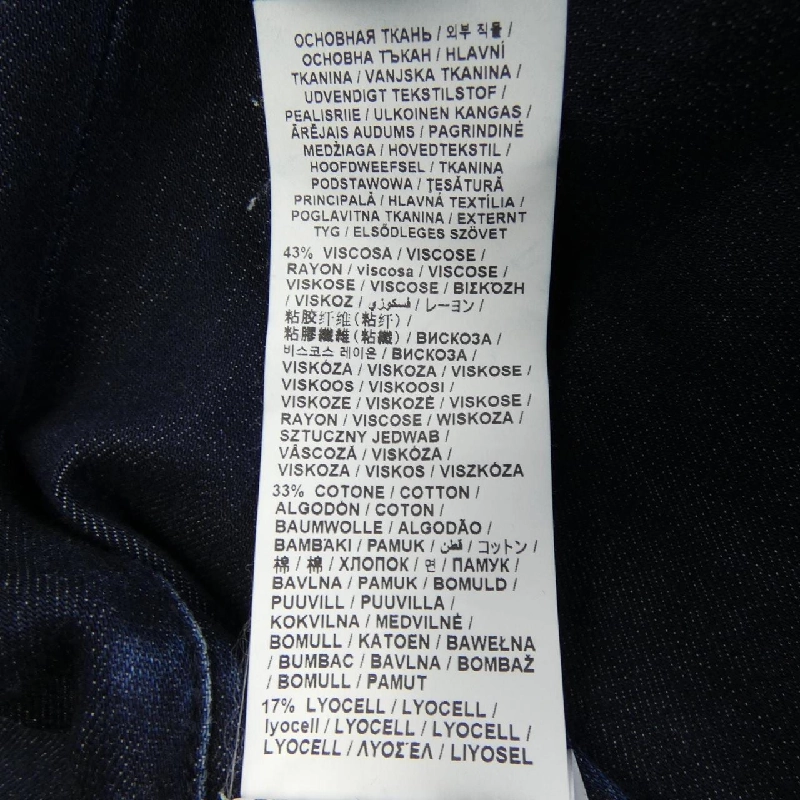 ОСНОВНАЯ ТКАНЬ / 외부 직물 /
ОСНОВНА ТЪКАН / HLAVNÍ
TKANINA / VANJSKA TKANINA /
UDVENDIGT TEKSTILSTOF /
PEALISRIIE / ULKOINEN KANGAS /
ĀRĒJAIS AUDUMS / PAGRINDINĖ
MEDŽIAGA / HOVEDTEKSTIL /
HOOFDWEEFSEL / TKANINA
PODSTAWOWA / ŢESĂTURĂ
PRINCIPALĂ / HLAVNÁ TEXTÍLIA /
POGLAVITNA TKANINA / EXTERNT
TYG / ELSŐDLEGES SZÖVET
43% VISCOSA / VISCOSE /
RAYON / viscosa / VISCOSE /
VISKOSE / VISCOSE / ΒΙΣΚΌΖΗ
/ VISKOZ / فسكوزي / レーヨン /
粘胶纤维(粘纤) /
粘膠纖維(粘纖) / ВИСКОЗА /
비스코스 레이온 / ВИСКОЗА /
VISKÓZA / VISKOZA / VISKOSE /
VISKOOS / VISKOOSI /
VISKOZE / VISKOZĖ / VISKOSE /
RAYON / VISCOSE / WISKOZA /
SZTUCZNY JEDWAB /
VÂSCOZĂ / VISKÓZA /
VISKOZA / VISKOS / VISZKÓZA
33% COTONE / COTTON /
ALGODÓN / COTON /
BAUMWOLLE / ALGODÃO /
ΒΑΜΒΆΚΙ / PAMUK / قطن / コットン /
棉 / 棉 / ХЛОПОК / 면 / ПАМУК /
BAVLNA / PAMUK / BOMULD /
PUUVILL / PUUVILLA /
KOKVILNA / MEDVILNĖ /
BOMULL / KATOEN / BAWEŁNA
/ BUMBAC / BAVLNA / BOMBAŽ
/ BOMULL / PAMUT
17% LYOCELL / LYOCELL /
lyocell / LYOCELL / LYOCELL /
LYOCELL / ΛΥΟΣΈΛ / LIYOSEL